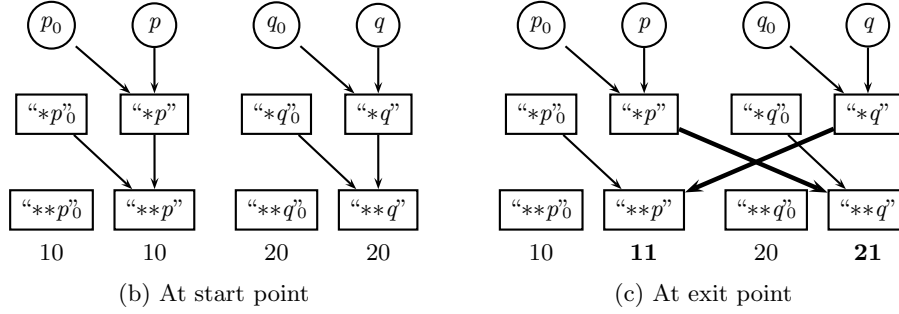 p₀ p q₀ q p₀ p q₀ q
“∗p”₀ “∗p” “∗q”₀ “∗q” “∗p”₀ “∗p” “∗q”₀ “∗q”
“∗∗p”₀ “∗∗p” “∗∗q”₀ “∗∗q” “∗∗p”₀ “∗∗p” “∗∗q”₀ “∗∗q”
10 10 20 20 10 11 20 21
(b) At start point (c) At exit point